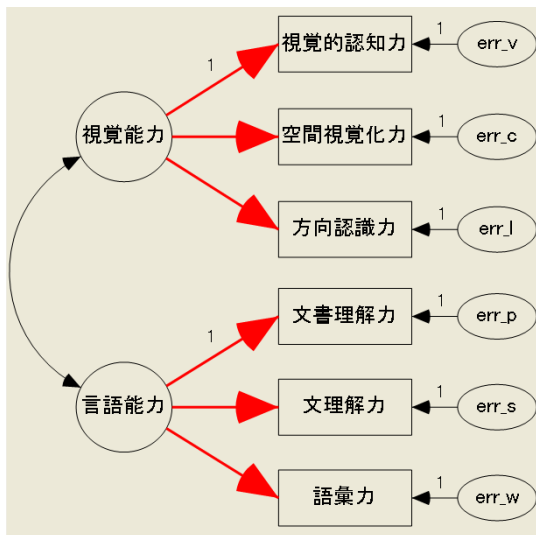 視覚的認知力
1
err_v
1
視覚能力
空間視覚化力
1
err_c
方向認識力
1
err_l
文書理解力
1
err_p
1
言語能力
文理解力
1
err_s
語彙力
1
err_w